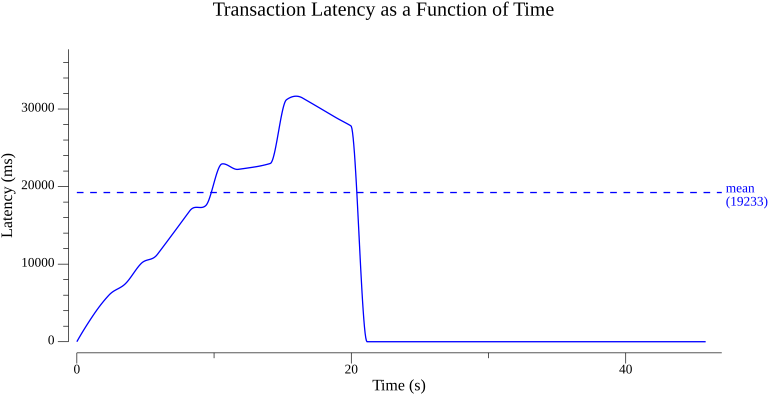 Transaction Latency as a Function of Time
Latency (ms)
30000
20000
10000
0
mean
(19233)
0
20
40
Time (s)